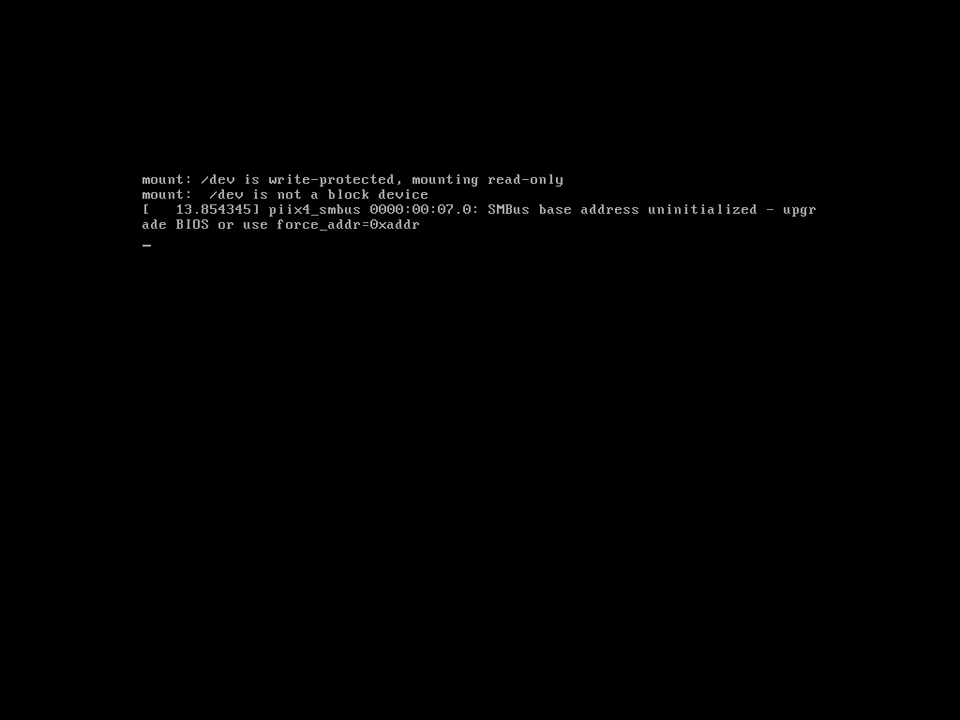 mount: /dev is write-protected, mounting read-only
mount:  /dev is not a block device
[   13.854345] piix4_smbus 0000:00:07.0: SMBus base address uninitialized - upgr
ade BIOS or use force_addr=0xaddr
_